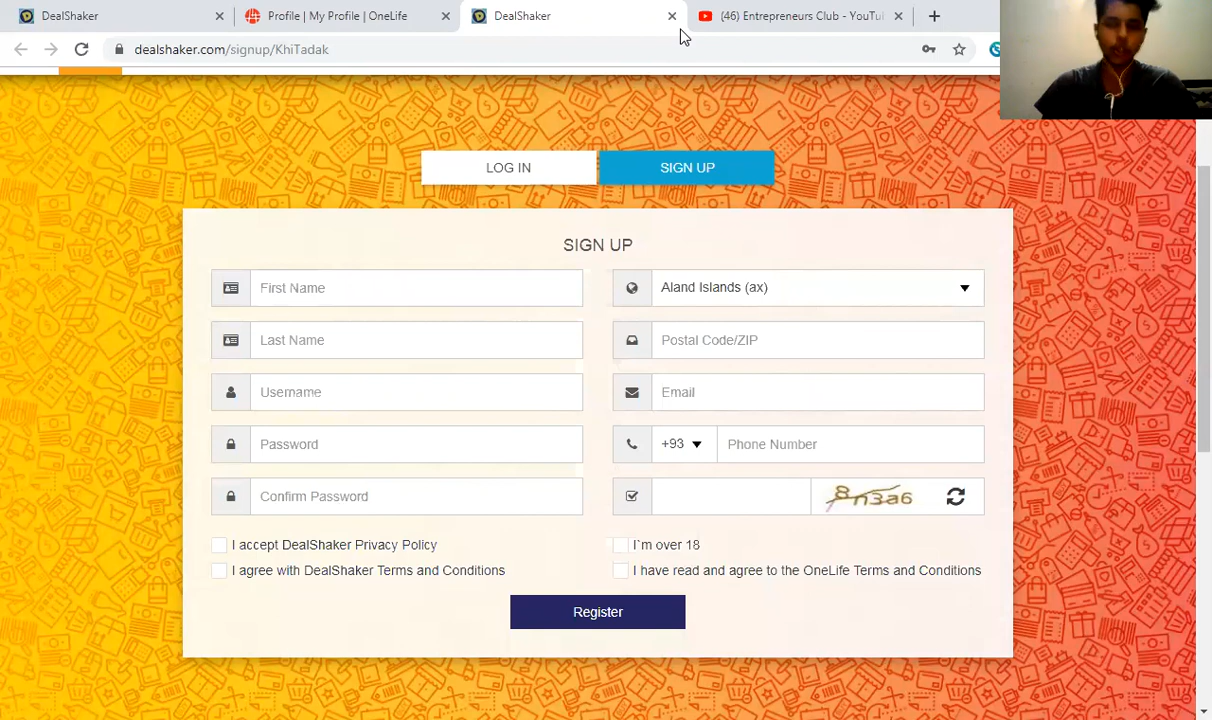 DealShaker
Profile | My Profile | OneLife
DealShaker
(46) Entrepreneurs Club - YouTu
dealshaker.com/signup/KhiTadak
LOG IN
SIGN UP
SIGN UP
First Name
Aland Islands (ax)
Last Name
Postal Code/ZIP
Username
Email
Password
+93
Phone Number
Confirm Password
8n3a6
I accept DealShaker Privacy Policy
I`m over 18
I agree with DealShaker Terms and Conditions
I have read and agree to the OneLife Terms and Conditions
Register